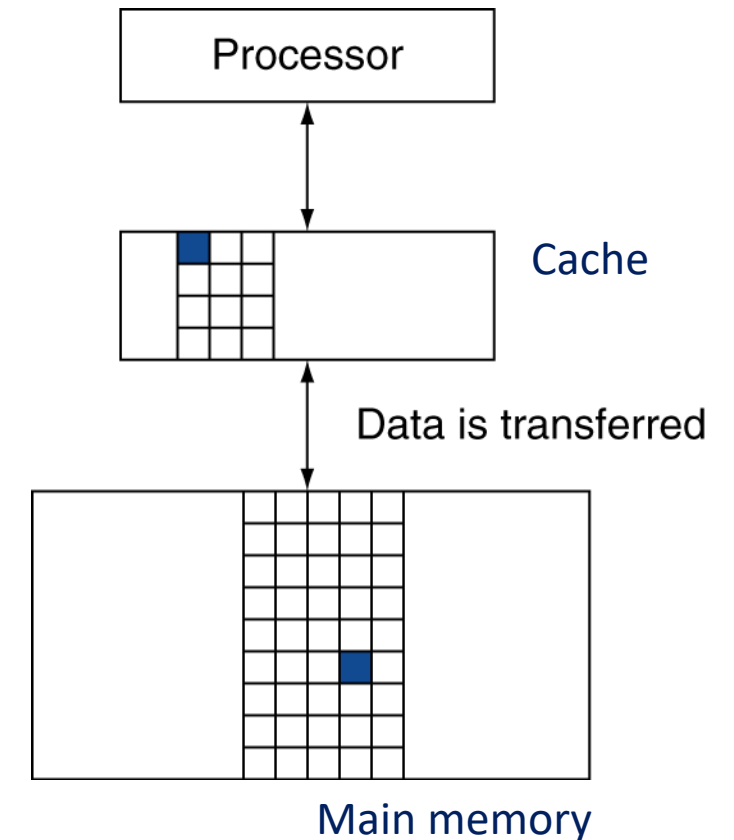 Processor
Cache
Data is transferred
Main memory